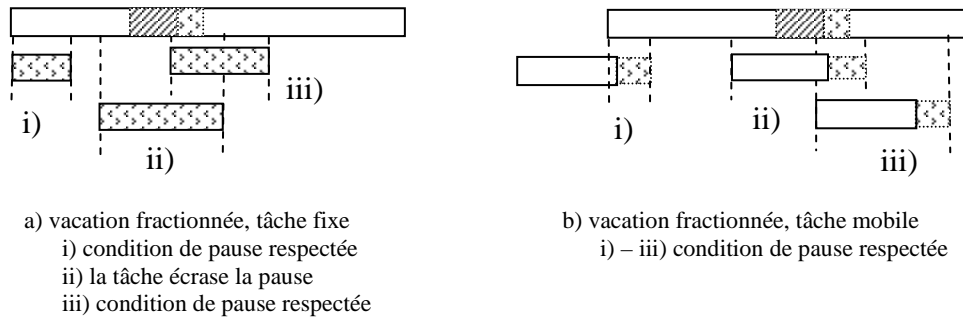 i)
ii)
iii)
i)
ii)
iii)
a) vacation fractionnée, tâche fixe
i) condition de pause respectée
ii) la tâche écrase la pause
iii) condition de pause respectée
b) vacation fractionnée, tâche mobile
i) – iii) condition de pause respectée